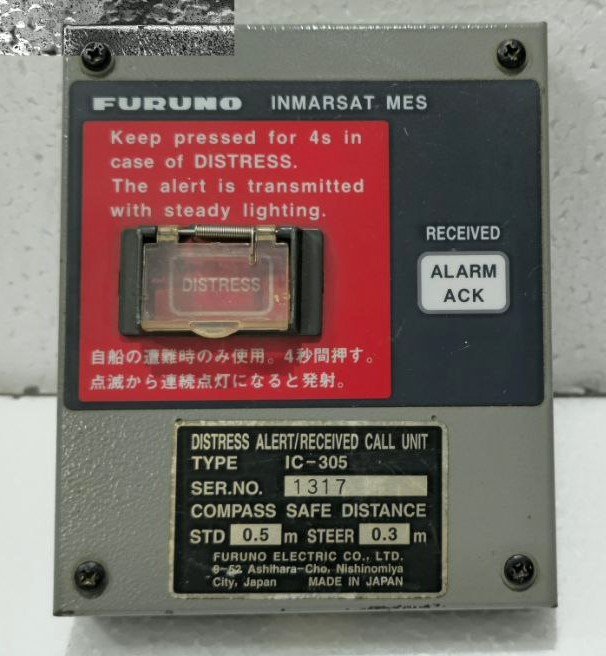 FURUNO INMARSAT MES
Keep pressed for 4s in
case of DISTRESS.
The alert is transmitted
with steady lighting.
DISTRESS
自船の遭難時のみ使用。4秒間押す。
点滅から連続点灯になると発射。
RECEIVED
ALARM
ACK
DISTRESS ALERT/RECEIVED CALL UNIT
TYPE IC-305
SER.NO. 1317
COMPASS SAFE DISTANCE
STD 0.5 m STEER 0.3 m
FURUNO ELECTRIC CO., LTD.
9-52 Ashihara-Cho, Nishinomiya
City, Japan MADE IN JAPAN